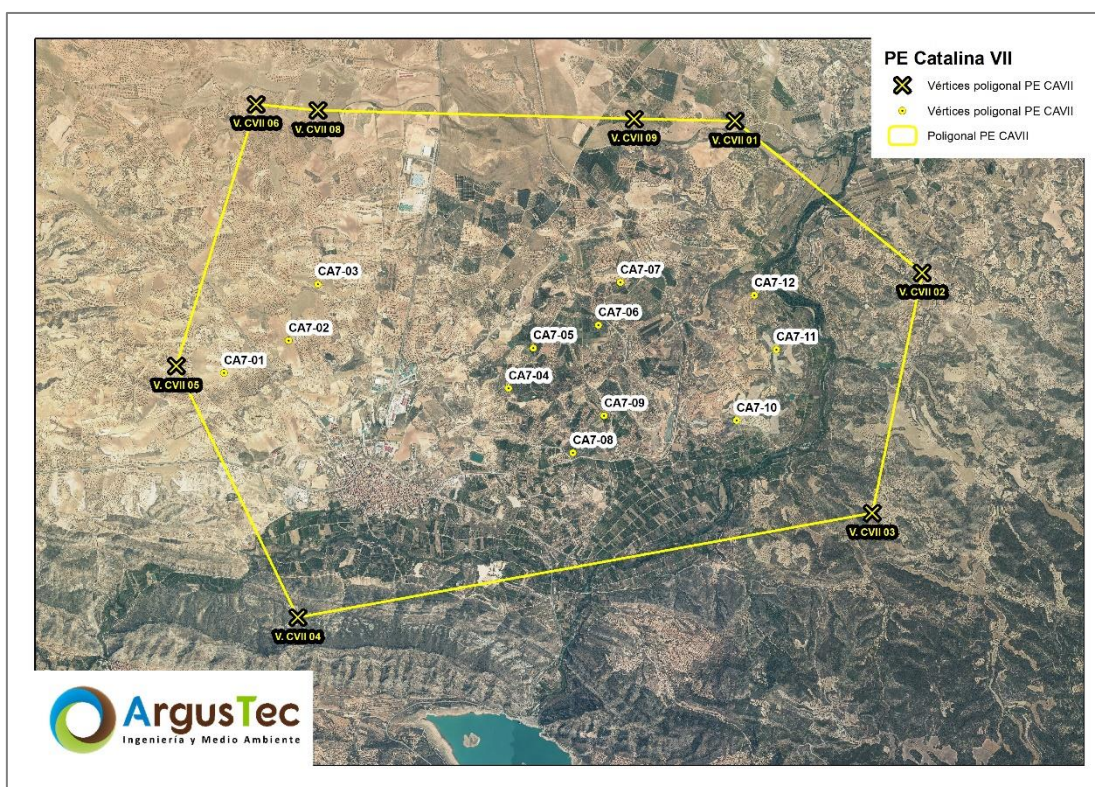 PE Catalina VII
Vértices poligonal PE CAVII
Vértices poligonal PE CAVII
Poligonal PE CAVII
V. CVII 06
V. CVII 08
V. CVII 09
V. CVII 01
V. CVII 02
CA7-03
CA7-07
CA7-12
CA7-06
CA7-02
CA7-05
CA7-11
CA7-01
V. CVII 05
CA7-04
CA7-09
CA7-10
CA7-08
V. CVII 03
V. CVII 04
ArgusTec
Ingeniería y Medio Ambiente